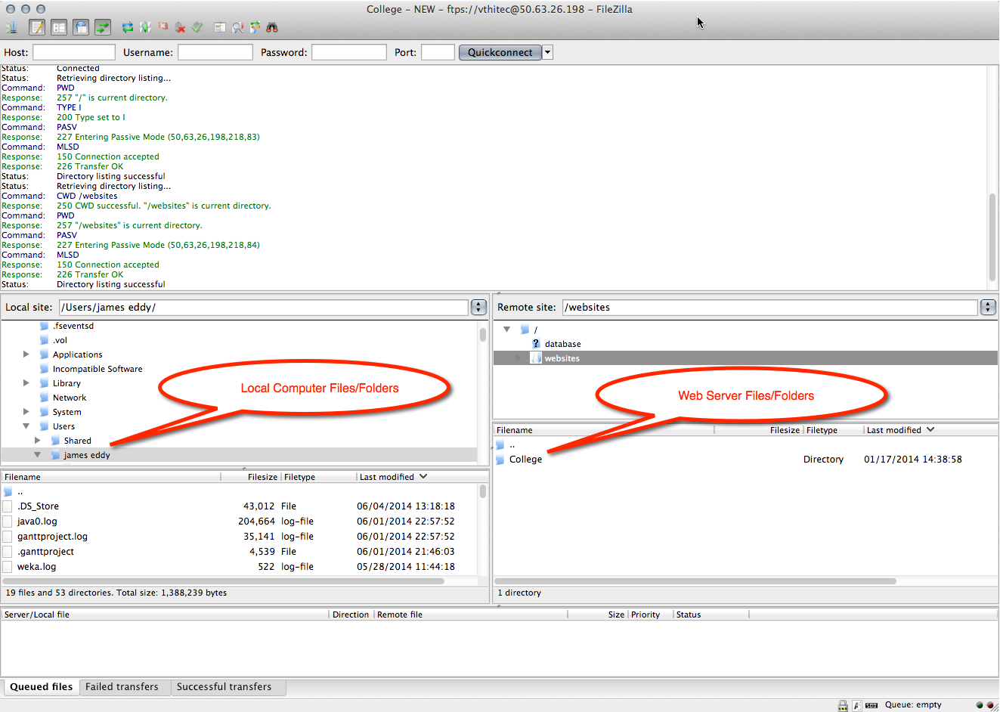 College – NEW – ftps://vthitec@50.63.26.198 – FileZilla
Host: Username: Password: Port: Quickconnect
Status: Connected
Status: Retrieving directory listing...
Command: PWD
Response: 257 "/" is current directory.
Command: TYPE I
Response: 200 Type set to I
Command: PASV
Response: 227 Entering Passive Mode (50,63,26,198,218,83)
Command: MLSD
Response: 150 Connection accepted
Response: 226 Transfer OK
Status: Directory listing successful
Status: Retrieving directory listing...
Command: CWD /websites
Response: 250 CWD successful. "/websites" is current directory.
Command: PWD
Response: 257 "/websites" is current directory.
Command: PASV
Response: 227 Entering Passive Mode (50,63,26,198,218,84)
Command: MLSD
Response: 150 Connection accepted
Response: 226 Transfer OK
Status: Directory listing successful
Local site: /Users/james eddy/
.fseventsd
.vol
Applications
Incompatible Software
Library
Network
System
Users
Shared
james eddy
Local Computer Files/Folders
Filename Filesize Filetype Last modified
..
.DS_Store 43,012 File 06/04/2014 13:18:18
java0.log 204,664 log-file 06/01/2014 22:57:52
ganttproject.log 35,141 log-file 06/01/2014 22:57:52
.ganttproject 4,539 File 06/01/2014 21:46:03
weka.log 522 log-file 05/28/2014 11:44:18
19 files and 53 directories. Total size: 1,388,239 bytes
Remote site: /websites
/
? database
websites
Web Server Files/Folders
Filename Filesize Filetype Last modified
..
College Directory 01/17/2014 14:38:58
1 directory
Server/Local file Direction Remote file Size Priority Status
Queued files Failed transfers Successful transfers
Queue: empty